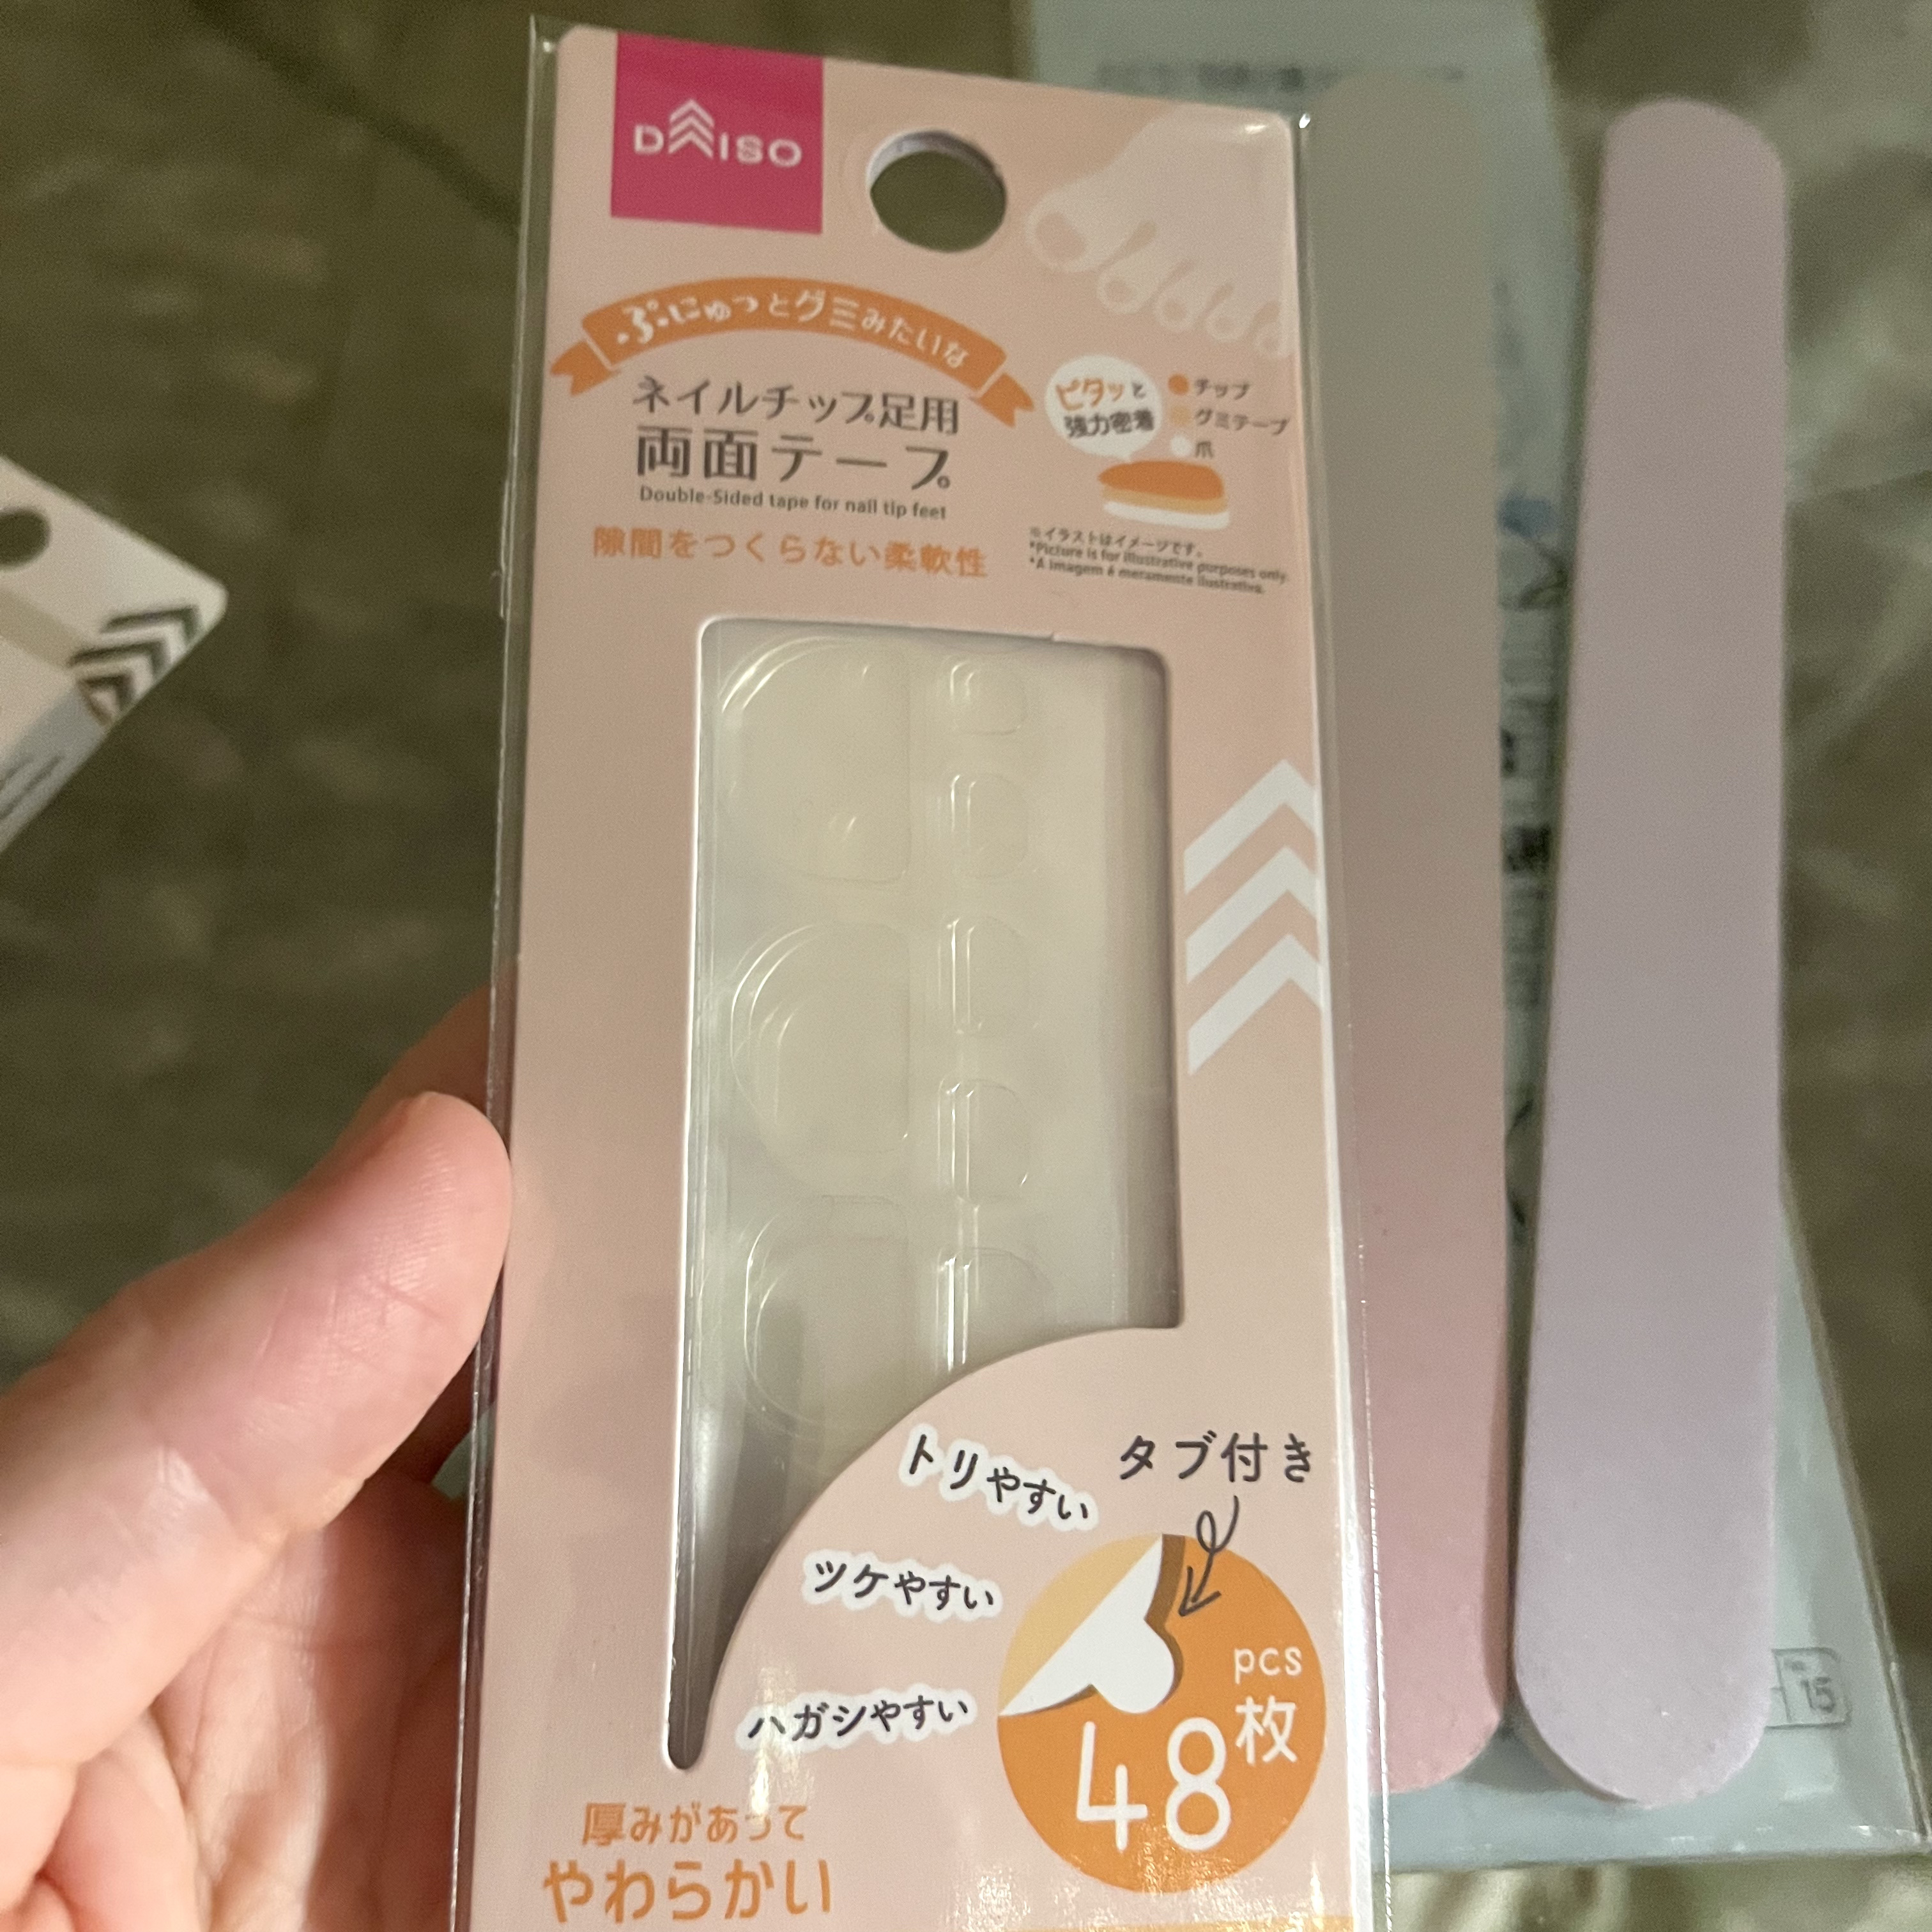 DAISO
ぷにゅっとグミみたいな
ネイルチップ足用
両面テープ
Double-Sided tape for nail tip feet
隙間をつくらない柔軟性
ピタッと
強力密着
チップ
グミテープ
爪
※イラストはイメージです。
*Picture is for illustrative purposes only.
*A imagem é meramente ilustrativa.
トリやすい
タブ付き
ツケやすい
ハガシやすい
pcs
48枚
厚みがあって
やわらかい
15